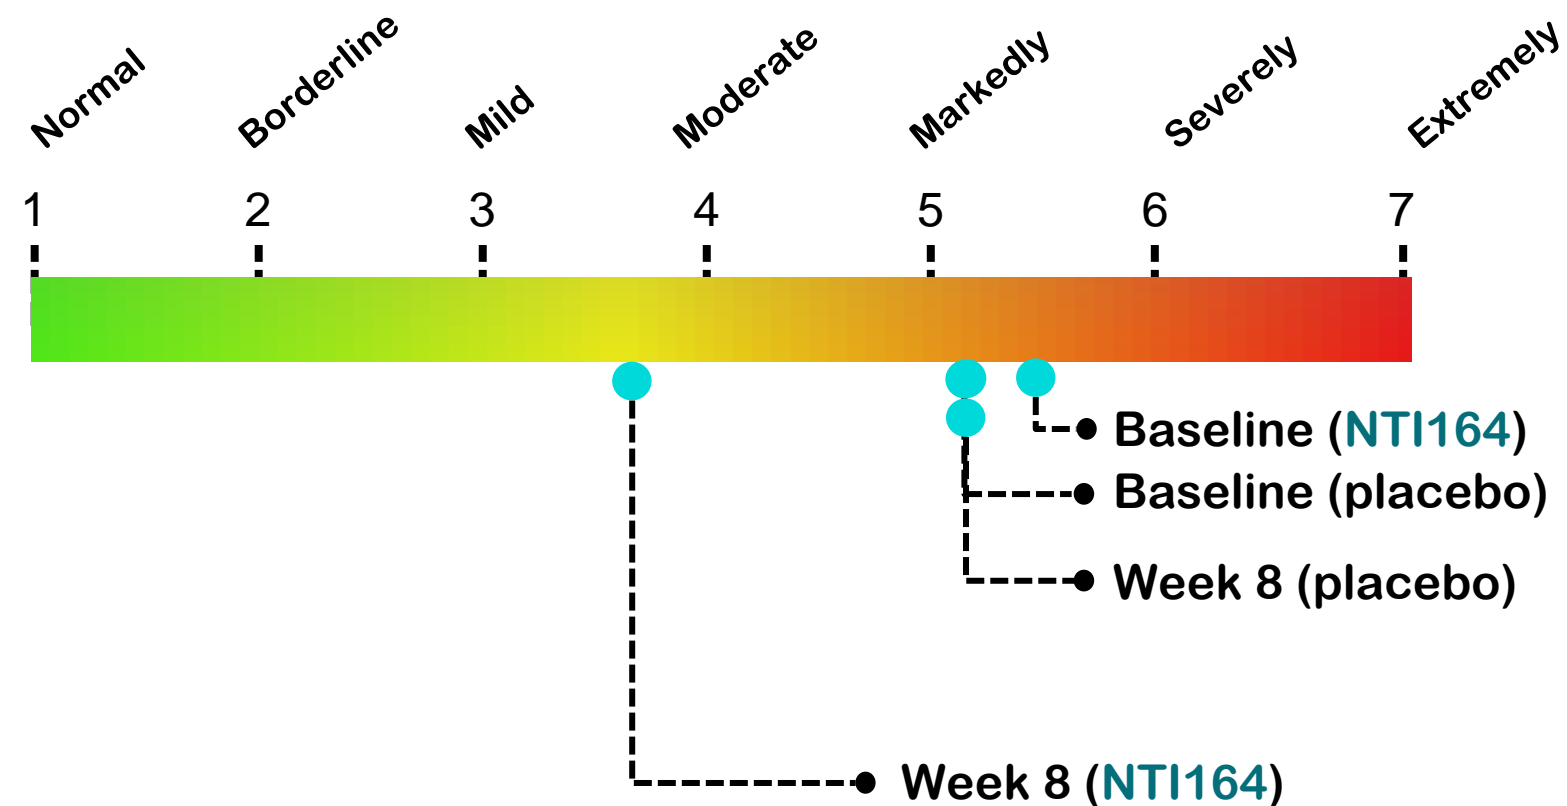 Normal Borderline Mild Moderate Markedly Severely Extremely
1 2 3 4 5 6 7
Baseline (NTI164)
Baseline (placebo)
Week 8 (placebo)
Week 8 (NTI164)